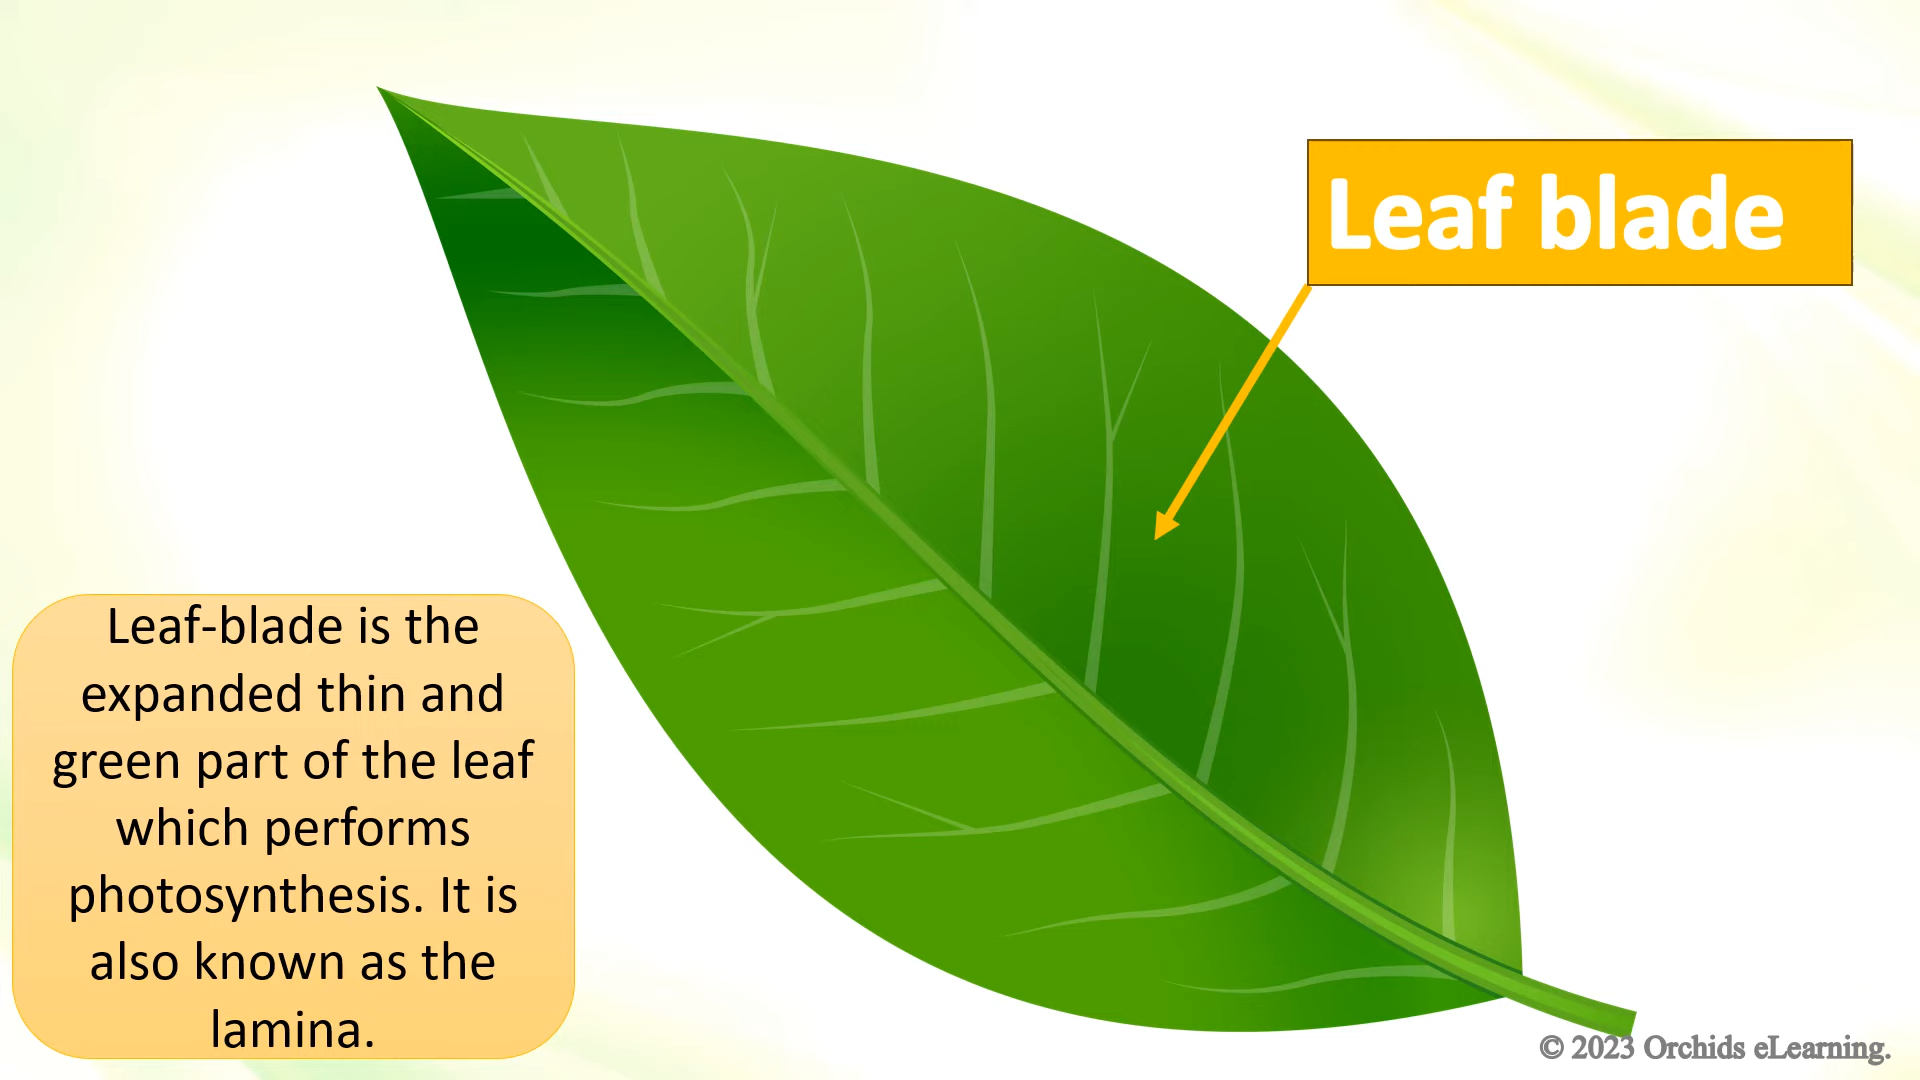 Leaf blade
Leaf-blade is the
expanded thin and
green part of the leaf
which performs
photosynthesis. It is
also known as the
lamina.
© 2023 Orchids eLearning.